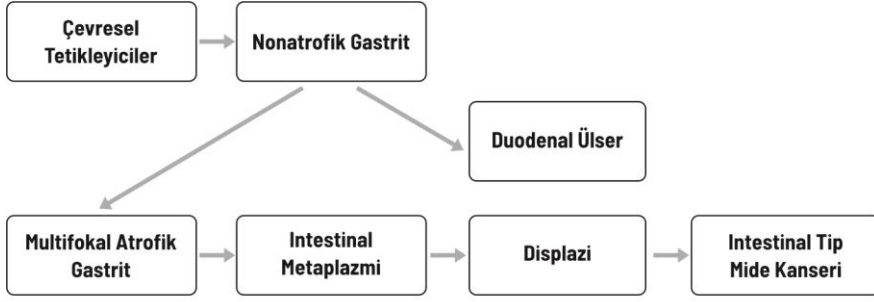 Çevresel
Tetikleyiciler
Nonatrofik Gastrit
Duodenal Ülser
Multifokal Atrofik
Gastrit
Intestinal
Metaplazmi
Displazi
Intestinal Tip
Mide Kanseri